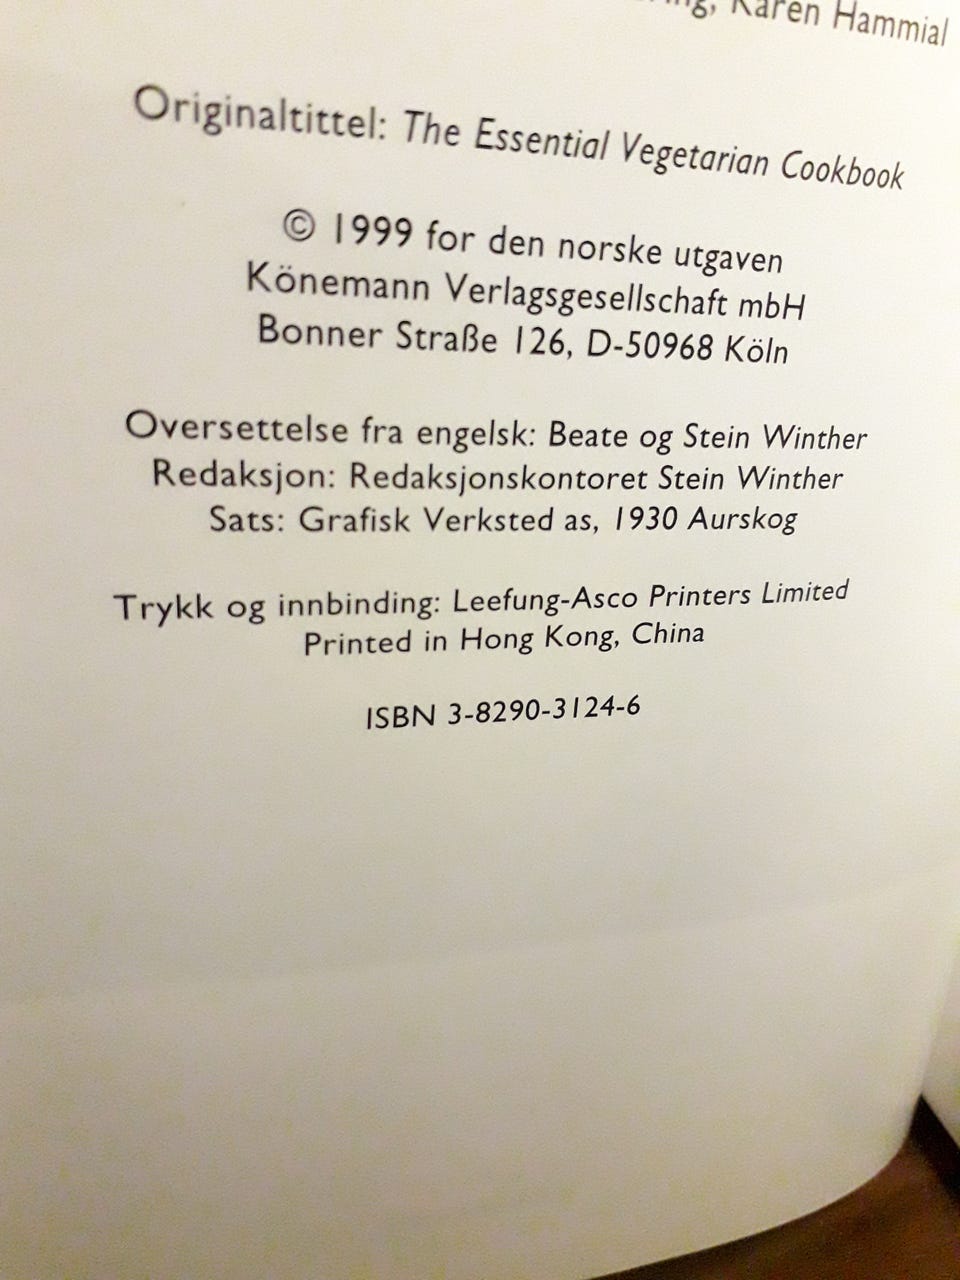 Karen Hammial
Originaltittel: The Essential Vegetarian Cookbook
© 1999 for den norske utgaven
Könemann Verlagsgesellschaft mbH
Bonner Straße 126, D-50968 Köln
Oversettelse fra engelsk: Beate og Stein Winther
Redaksjon: Redaksjonskontoret Stein Winther
Sats: Grafisk Verksted as, 1930 Aurskog
Trykk og innbinding: Leefung-Asco Printers Limited
Printed in Hong Kong, China
ISBN 3-8290-3124-6